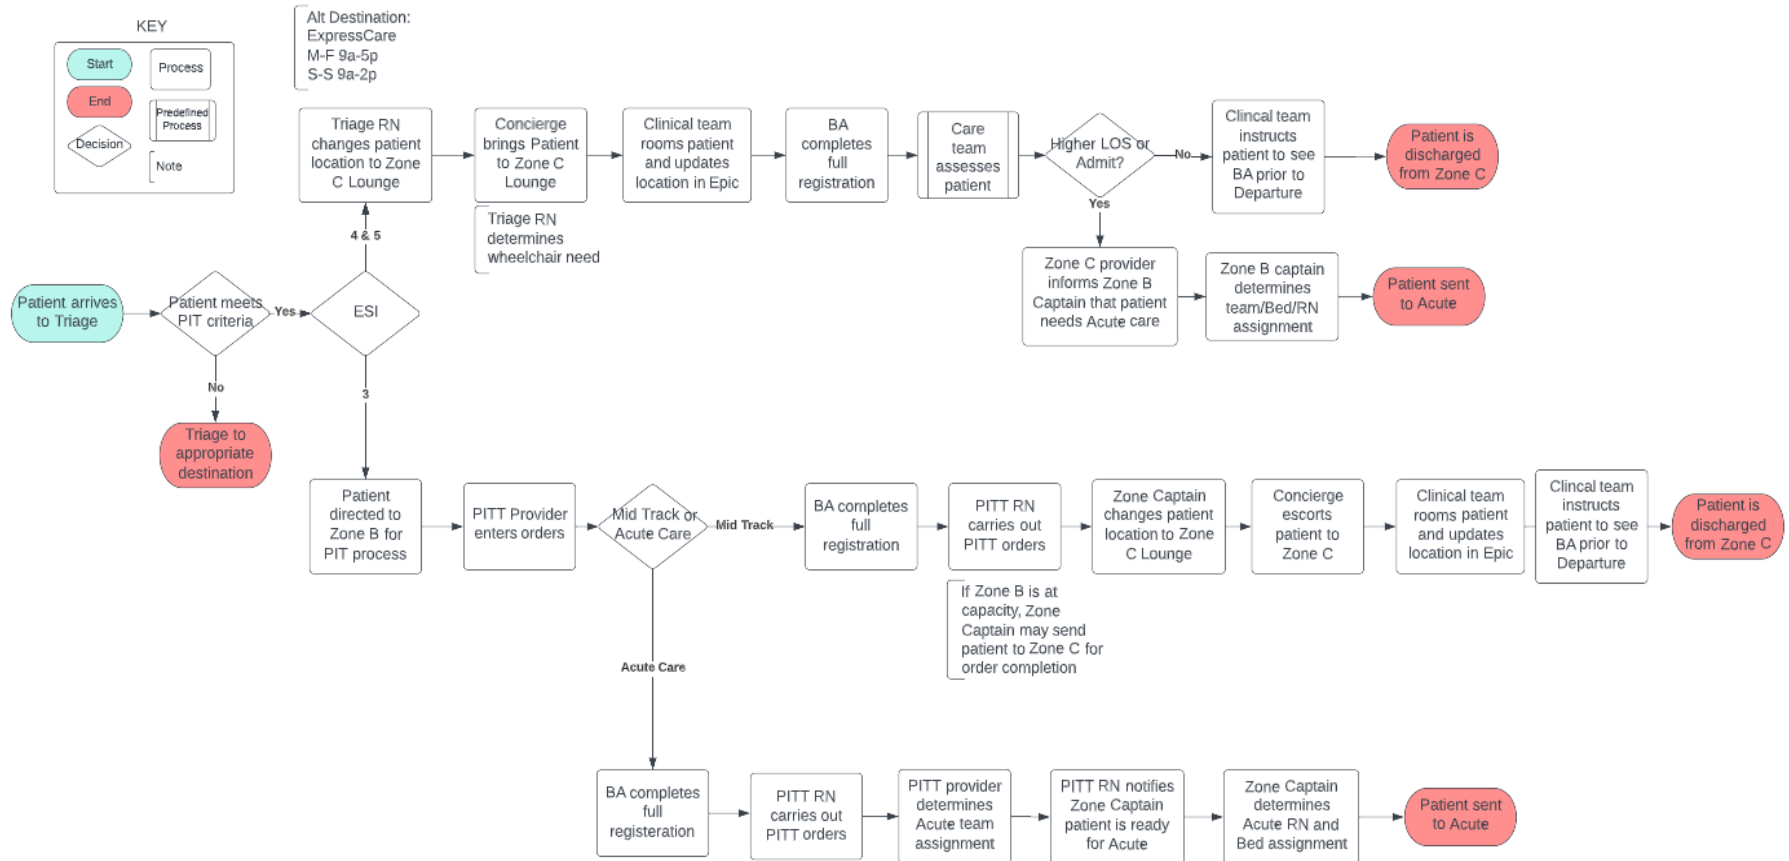 KEY
Start
Process
End
Predefined
Process
Decision
Note
Alt Destination:
ExpressCare
M-F 9a-5p
S-S 9a-2p
Triage RN
changes patient
location to Zone
C Lounge
Concierge
brings Patient
to Zone C
Lounge
Clinical team
rooms patient
and updates
location in Epic
BA
completes
full
registration
Care
team
assesses
patient
Higher LOS or
Admit?
No
Clincal team
instructs
patient to see
BA prior to
Departure
Patient is
discharged
from Zone C
Triage RN
determines
wheelchair need
Yes
Zone C provider
informs Zone B
Captain that patient
needs Acute care
Zone B captain
determines
team/Bed/RN
assignment
Patient sent
to Acute
4 & 5
Patient arrives
to Triage
Patient meets
PIT criteria
Yes
ESI
No
Triage to
appropriate
destination
3
Patient
directed to
Zone B for
PIT process
PITT Provider
enters orders
Mid Track or
Acute Care
Mid Track
BA completes
full
registration
PITT RN
carries out
PITT orders
Zone Captain
changes patient
location to Zone
C Lounge
Concierge
escorts
patient to
Zone C
Clinical team
rooms patient
and updates
location in Epic
Clincal team
instructs
patient to see
BA prior to
Departure
Patient is
discharged
from Zone C
If Zone B is at
capacity, Zone
Captain may send
patient to Zone C for
order completion
Acute Care
BA completes
full
registeration
PITT RN
carries out
PITT orders
PITT provider
determines
Acute team
assignment
PITT RN notifies
Zone Captain
patient is ready
for Acute
Zone Captain
determines
Acute RN and
Bed assignment
Patient sent
to Acute